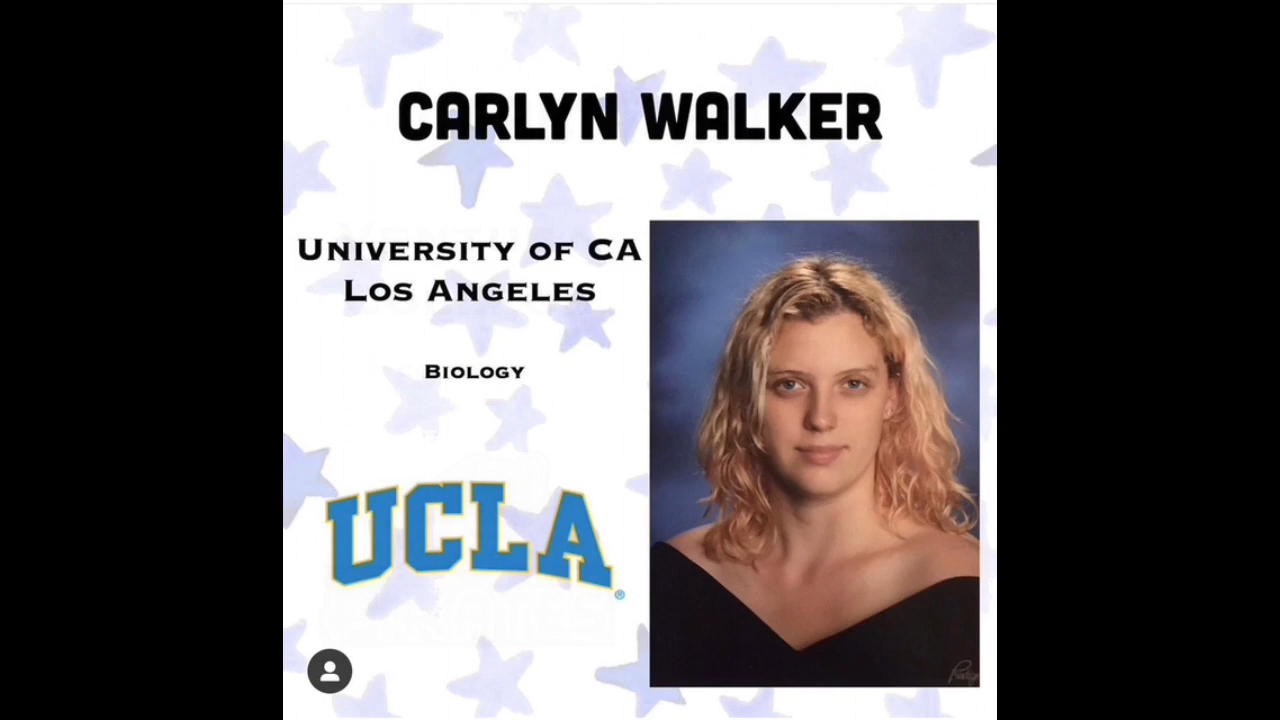 CARLYN WALKER
UNIVERSITY OF CA
LOS ANGELES
BIOLOGY
UCLA
®